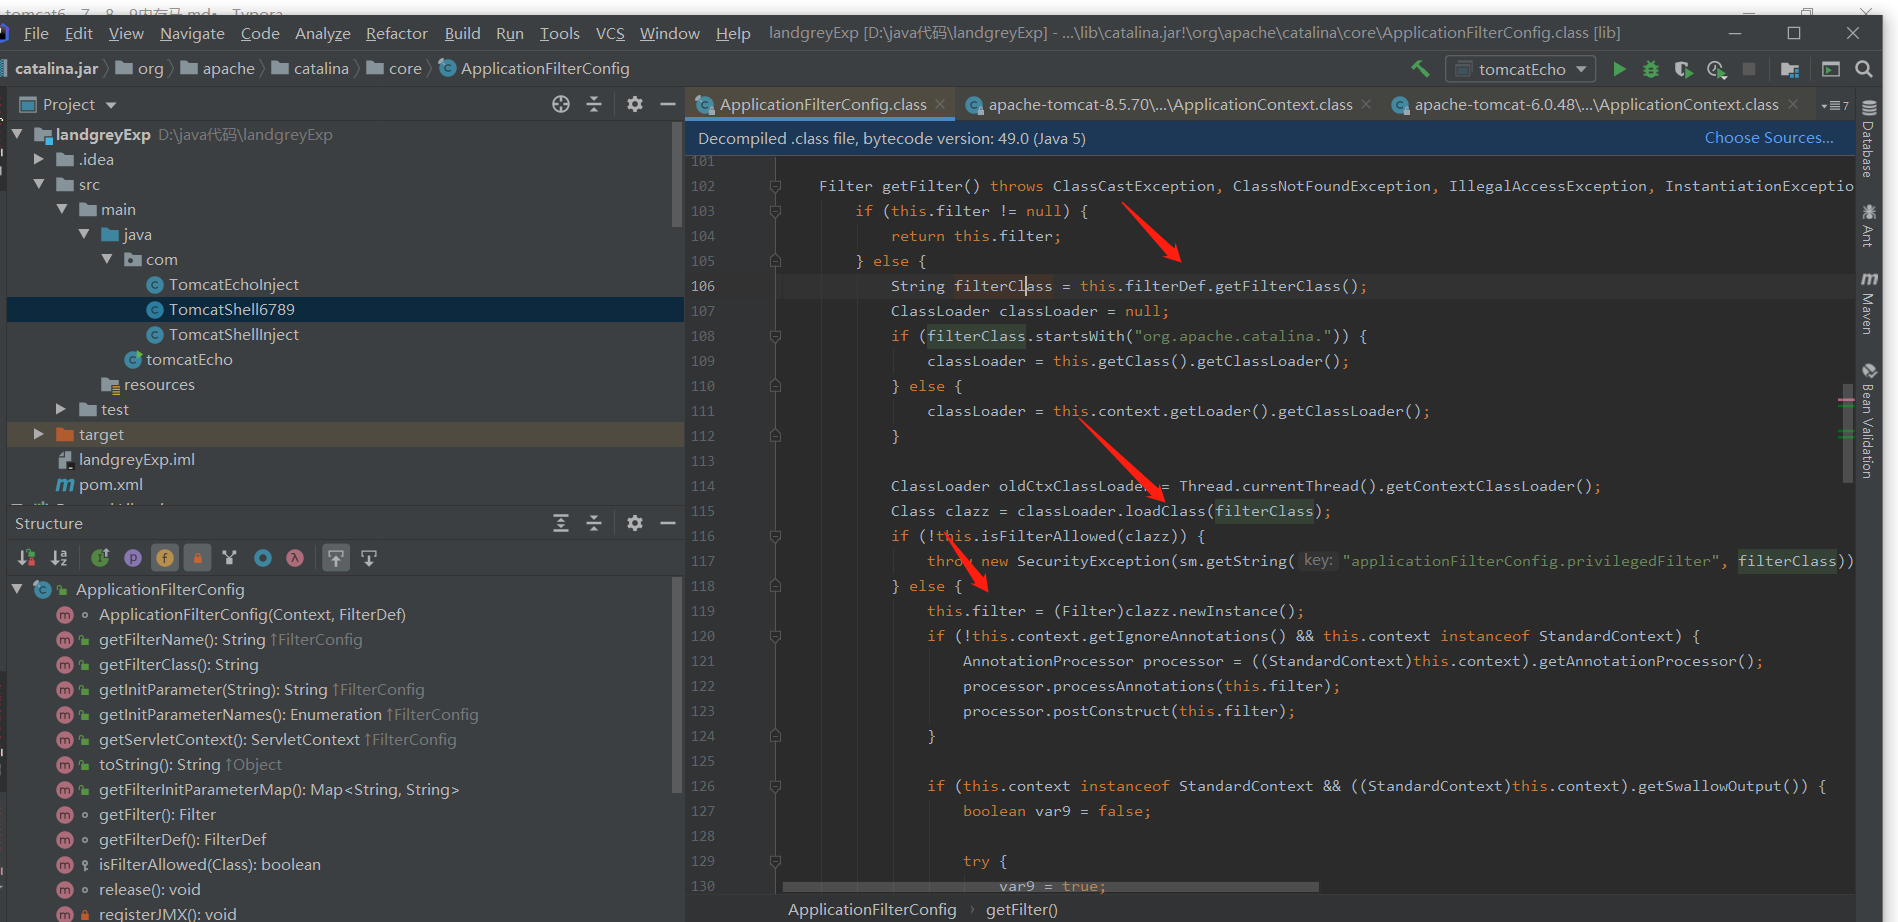 File Edit View Navigate Code Analyze Refactor Build Run Tools VCS Window Help landgreyExp [D:\java代码\landgreyExp] - ...\lib\catalina.jar!\org\apache\catalina\core\ApplicationFilterConfig.class [lib]
catalina.jar org apache catalina core ApplicationFilterConfig
tomcatEcho
Project
landgreyExp D:\java代码\landgreyExp
.idea
src
main
java
com
TomcatEchoInject
TomcatShell6789
TomcatShellInject
tomcatEcho
resources
test
target
landgreyExp.iml
pom.xml
Structure
ApplicationFilterConfig
ApplicationFilterConfig(Context, FilterDef)
getFilterName(): String ↑FilterConfig
getFilterClass(): String
getInitParameter(String): String ↑FilterConfig
getInitParameterNames(): Enumeration ↑FilterConfig
getServletContext(): ServletContext ↑FilterConfig
toString(): String ↑Object
getFilterInitParameterMap(): Map<String, String>
getFilter(): Filter
getFilterDef(): FilterDef
isFilterAllowed(Class): boolean
release(): void
registerJMX(): void
ApplicationFilterConfig.class apache-tomcat-8.5.70\...\ApplicationContext.class apache-tomcat-6.0.48\...\ApplicationContext.class 7
Decompiled .class file, bytecode version: 49.0 (Java 5) Choose Sources...
101
102 Filter getFilter() throws ClassCastException, ClassNotFoundException, IllegalAccessException, InstantiationExceptio
103 if (this.filter != null) {
104 return this.filter;
105 } else {
106 String filterClass = this.filterDef.getFilterClass();
107 ClassLoader classLoader = null;
108 if (filterClass.startsWith("org.apache.catalina.")) {
109 classLoader = this.getClass().getClassLoader();
110 } else {
111 classLoader = this.context.getLoader().getClassLoader();
112 }
113
114 ClassLoader oldCtxClassLoader = Thread.currentThread().getContextClassLoader();
115 Class clazz = classLoader.loadClass(filterClass);
116 if (!this.isFilterAllowed(clazz)) {
117 throw new SecurityException(sm.getString( key: "applicationFilterConfig.privilegedFilter", filterClass))
118 } else {
119 this.filter = (Filter)clazz.newInstance();
120 if (!this.context.getIgnoreAnnotations() && this.context instanceof StandardContext) {
121 AnnotationProcessor processor = ((StandardContext)this.context).getAnnotationProcessor();
122 processor.processAnnotations(this.filter);
123 processor.postConstruct(this.filter);
124 }
125
126 if (this.context instanceof StandardContext && ((StandardContext)this.context).getSwallowOutput()) {
127 boolean var9 = false;
128
129 try {
130 var9 = true;
ApplicationFilterConfig getFilter()
Database
Ant
Maven
Bean Validation